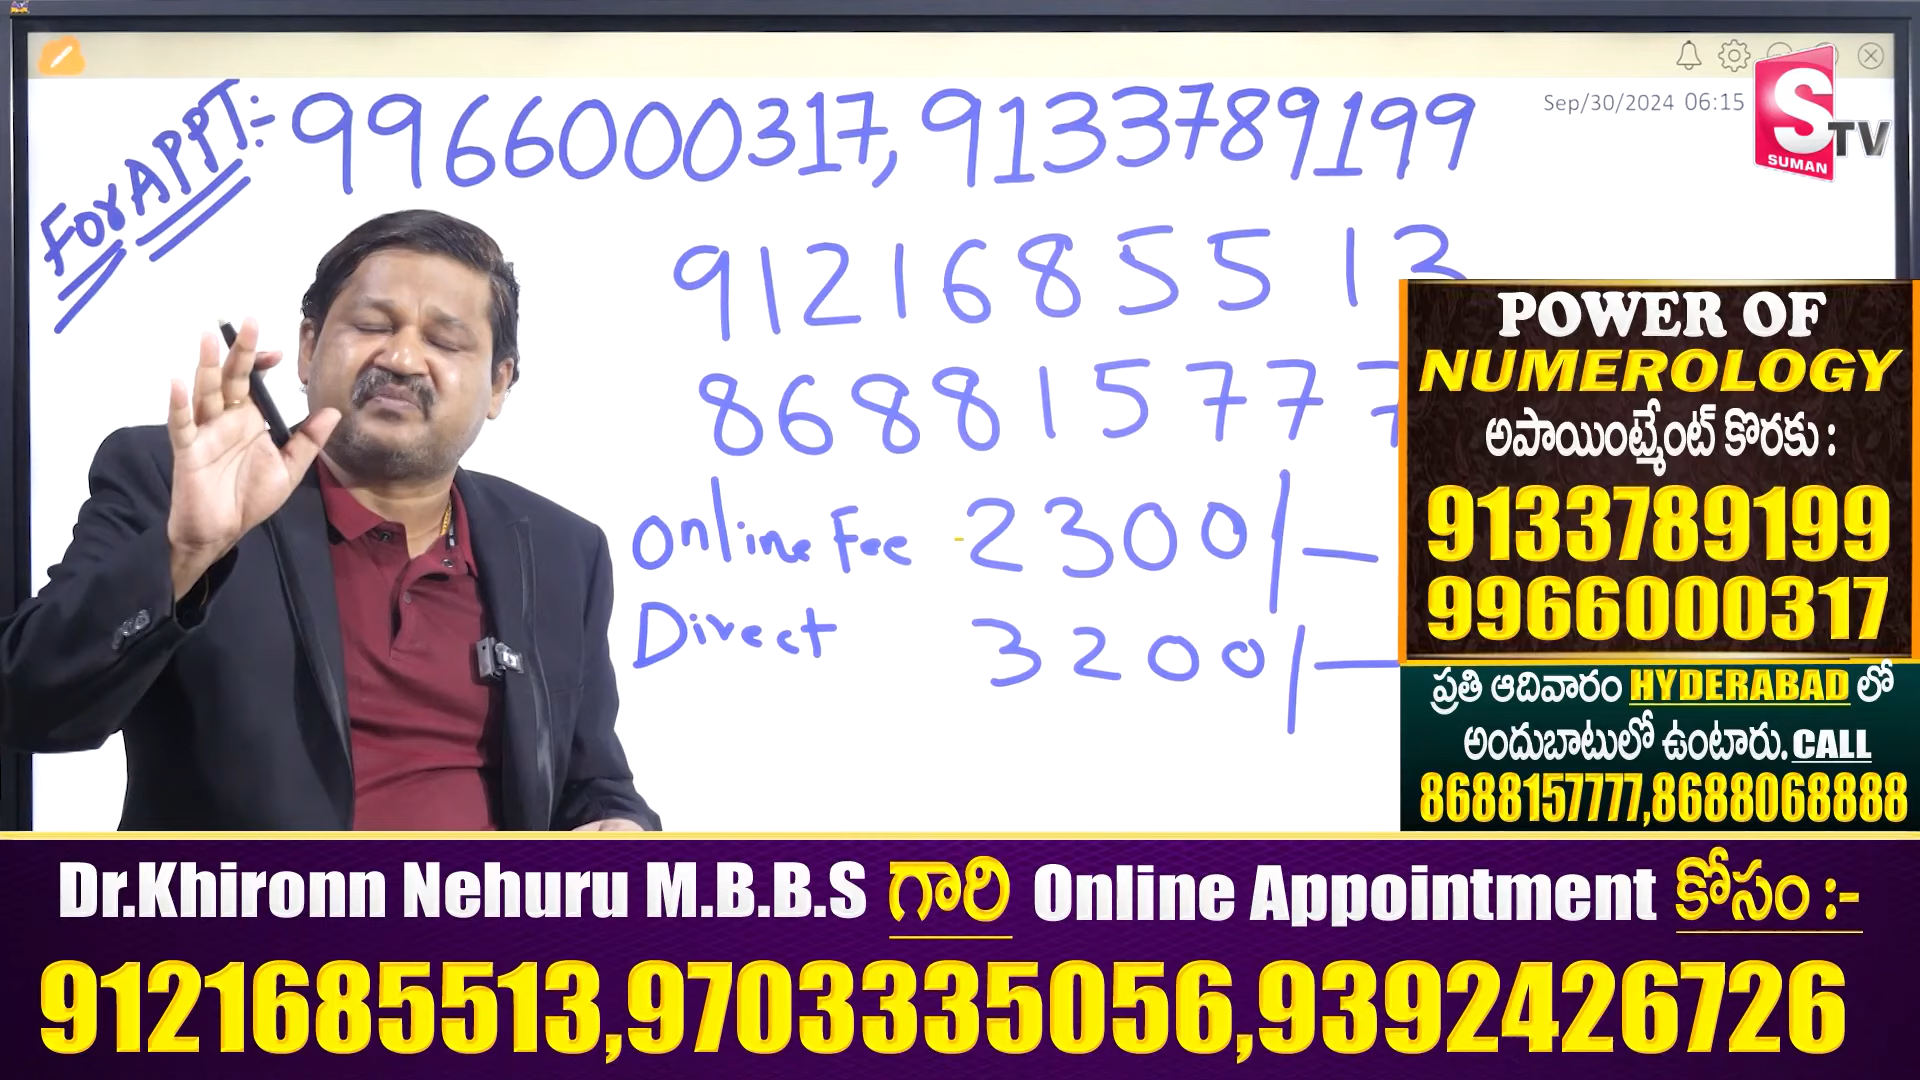 Sep/30/2024 06:15
S TV
SUMAN
For APPT:- 9966000317, 9133789199
9121685513
868815777
Online Fee - 2300/-
Direct 3200/-
POWER OF
NUMEROLOGY
అపాయింట్మేంట్ కొరకు :
9133789199
9966000317
ప్రతి ఆదివారం HYDERABAD లో
అందుబాటులో ఉంటారు. CALL
8688157777,8688068888
Dr.Khironn Nehuru M.B.B.S గారి Online Appointment కోసం :-
9121685513,9703335056,9392426726